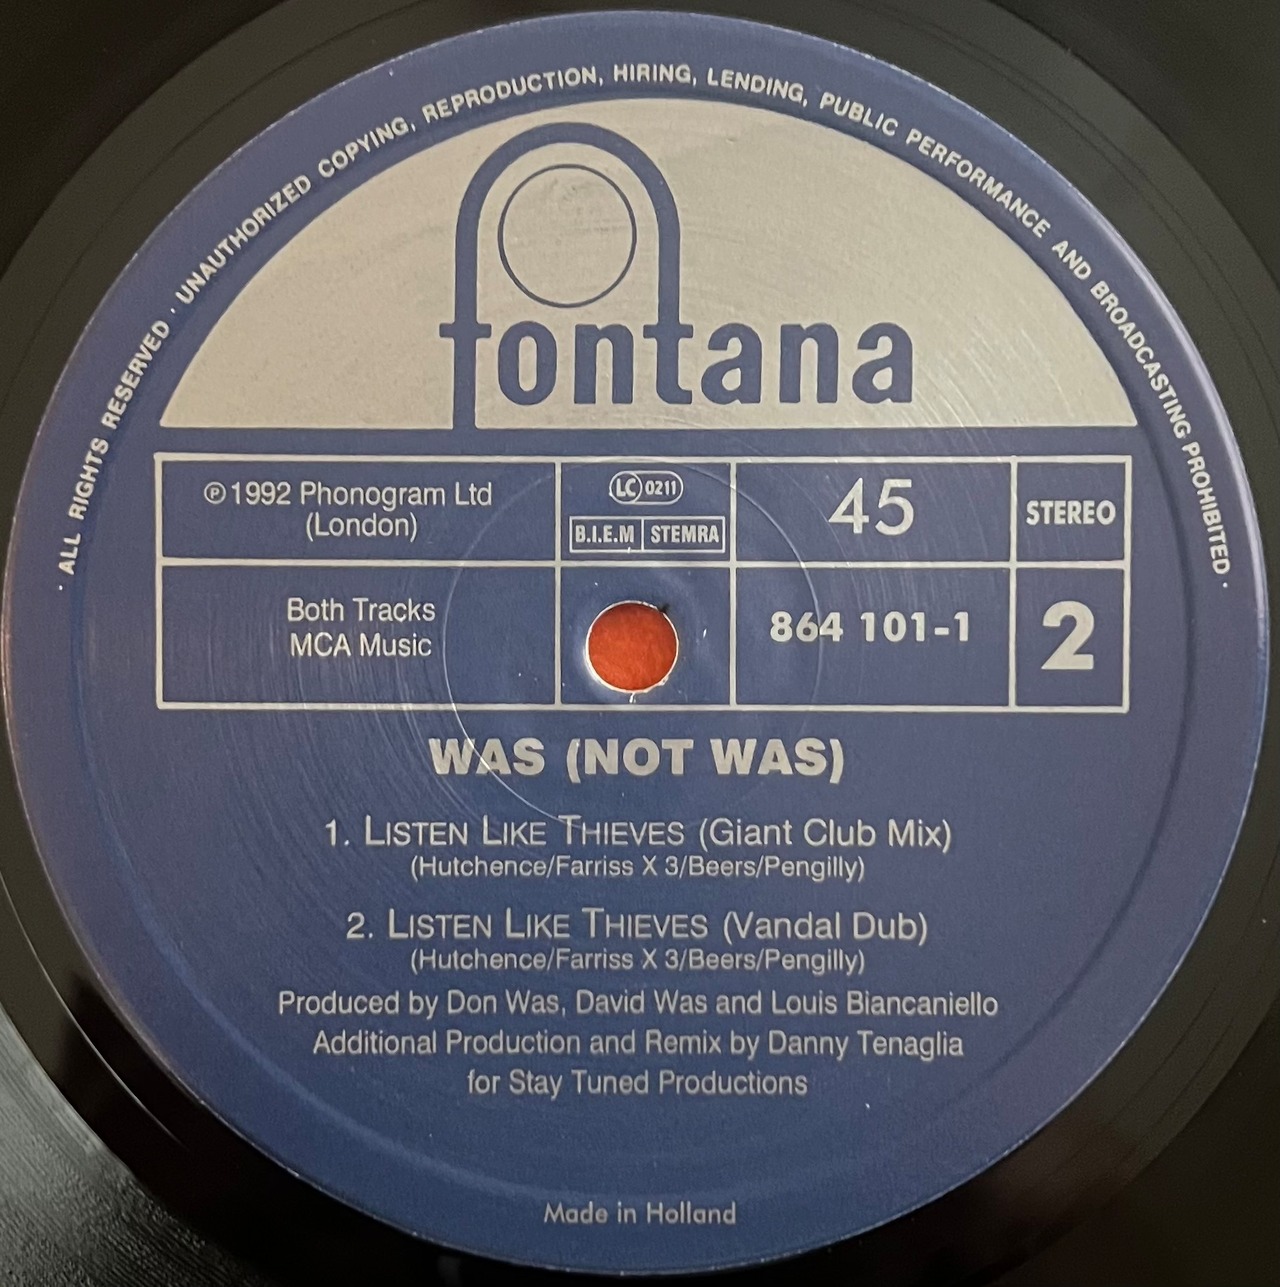 · ALL RIGHTS RESERVED · UNAUTHORIZED COPYING, REPRODUCTION, HIRING, LENDING, PUBLIC PERFORMANCE AND BROADCASTING PROHIBITED ·
fontana
℗ 1992 Phonogram Ltd
(London)
LC 0211
B.I.E.M STEMRA
45
STEREO
Both Tracks
MCA Music
864 101-1
2
WAS (NOT WAS)
1. LISTEN LIKE THIEVES (Giant Club Mix)
(Hutchence/Farriss X 3/Beers/Pengilly)
2. LISTEN LIKE THIEVES (Vandal Dub)
(Hutchence/Farriss X 3/Beers/Pengilly)
Produced by Don Was, David Was and Louis Biancaniello
Additional Production and Remix by Danny Tenaglia
for Stay Tuned Productions
Made in Holland